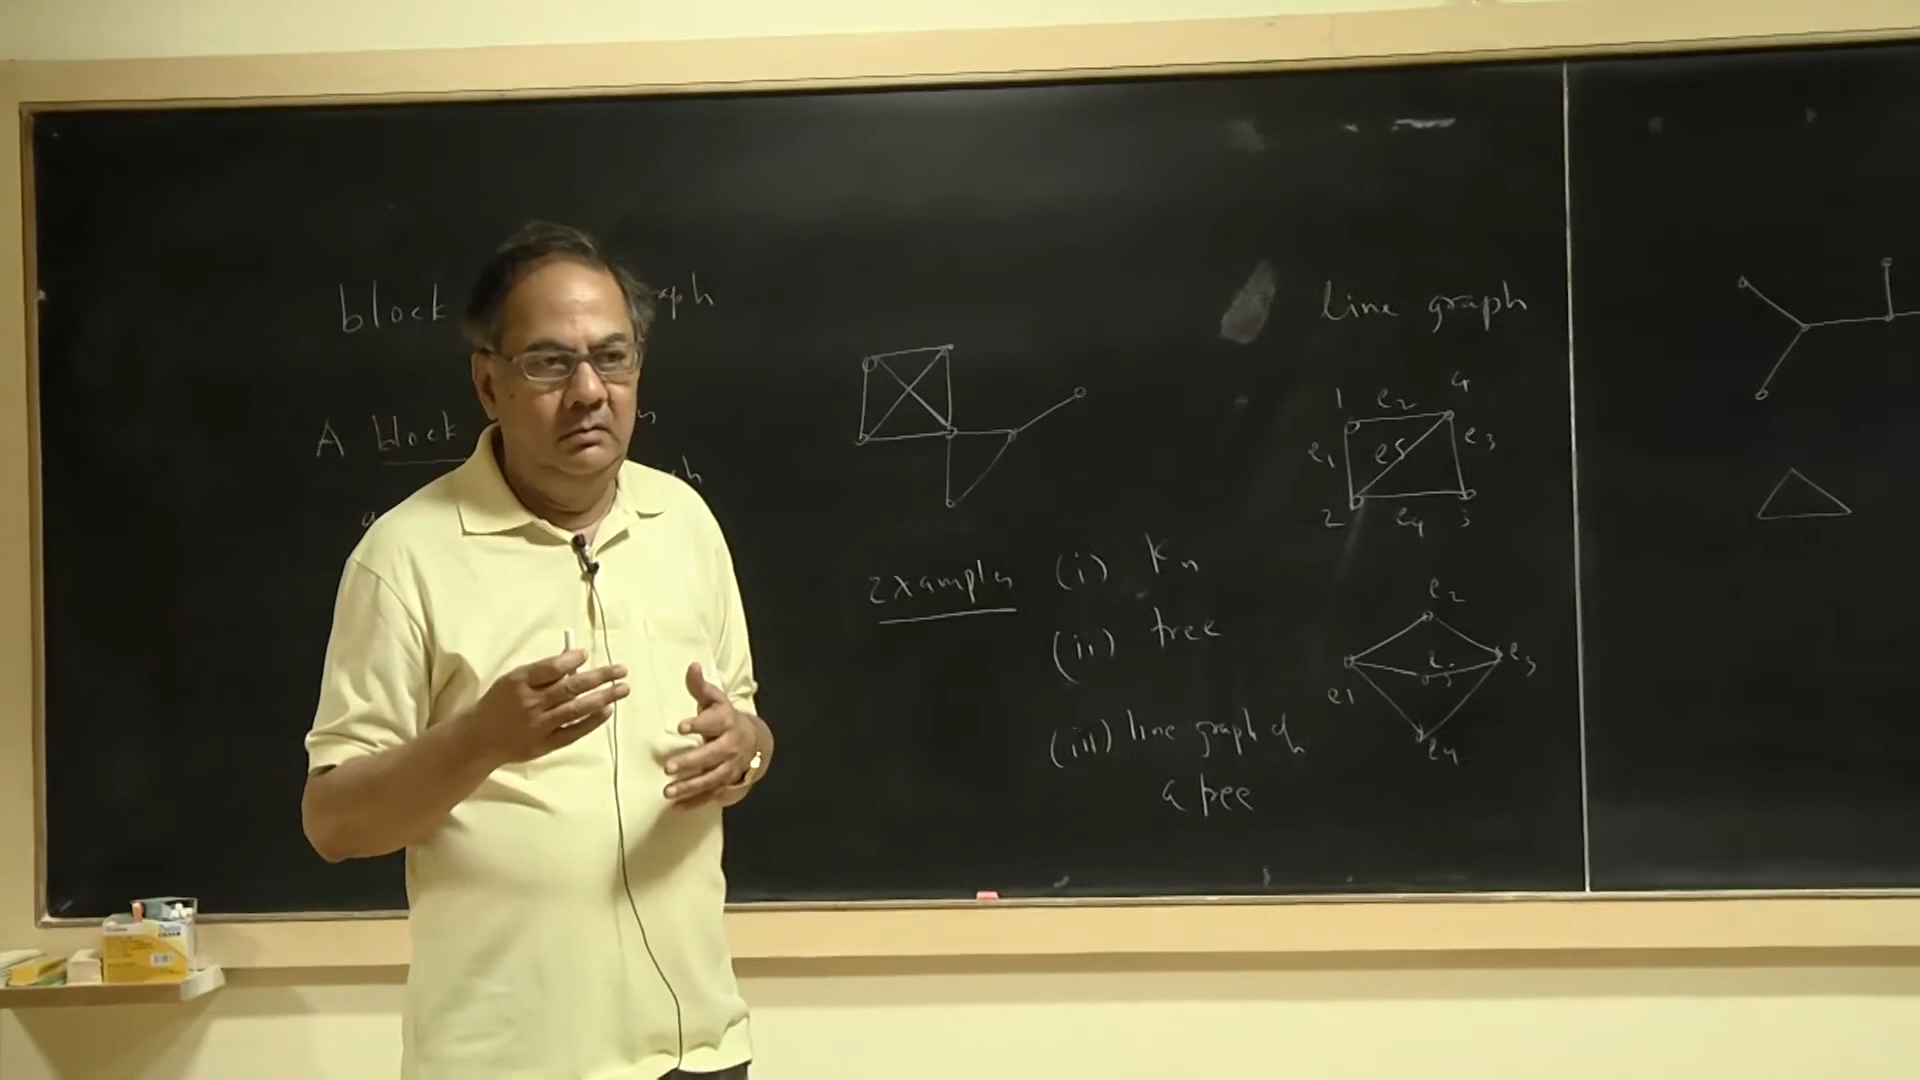 block
A block
Examples (i) Kn
(ii) tree
(iii) line graph of
a tree
line graph
1 e2 4
e1 e5 e3
2 e4 3
e2
e1 e5 e3
e4